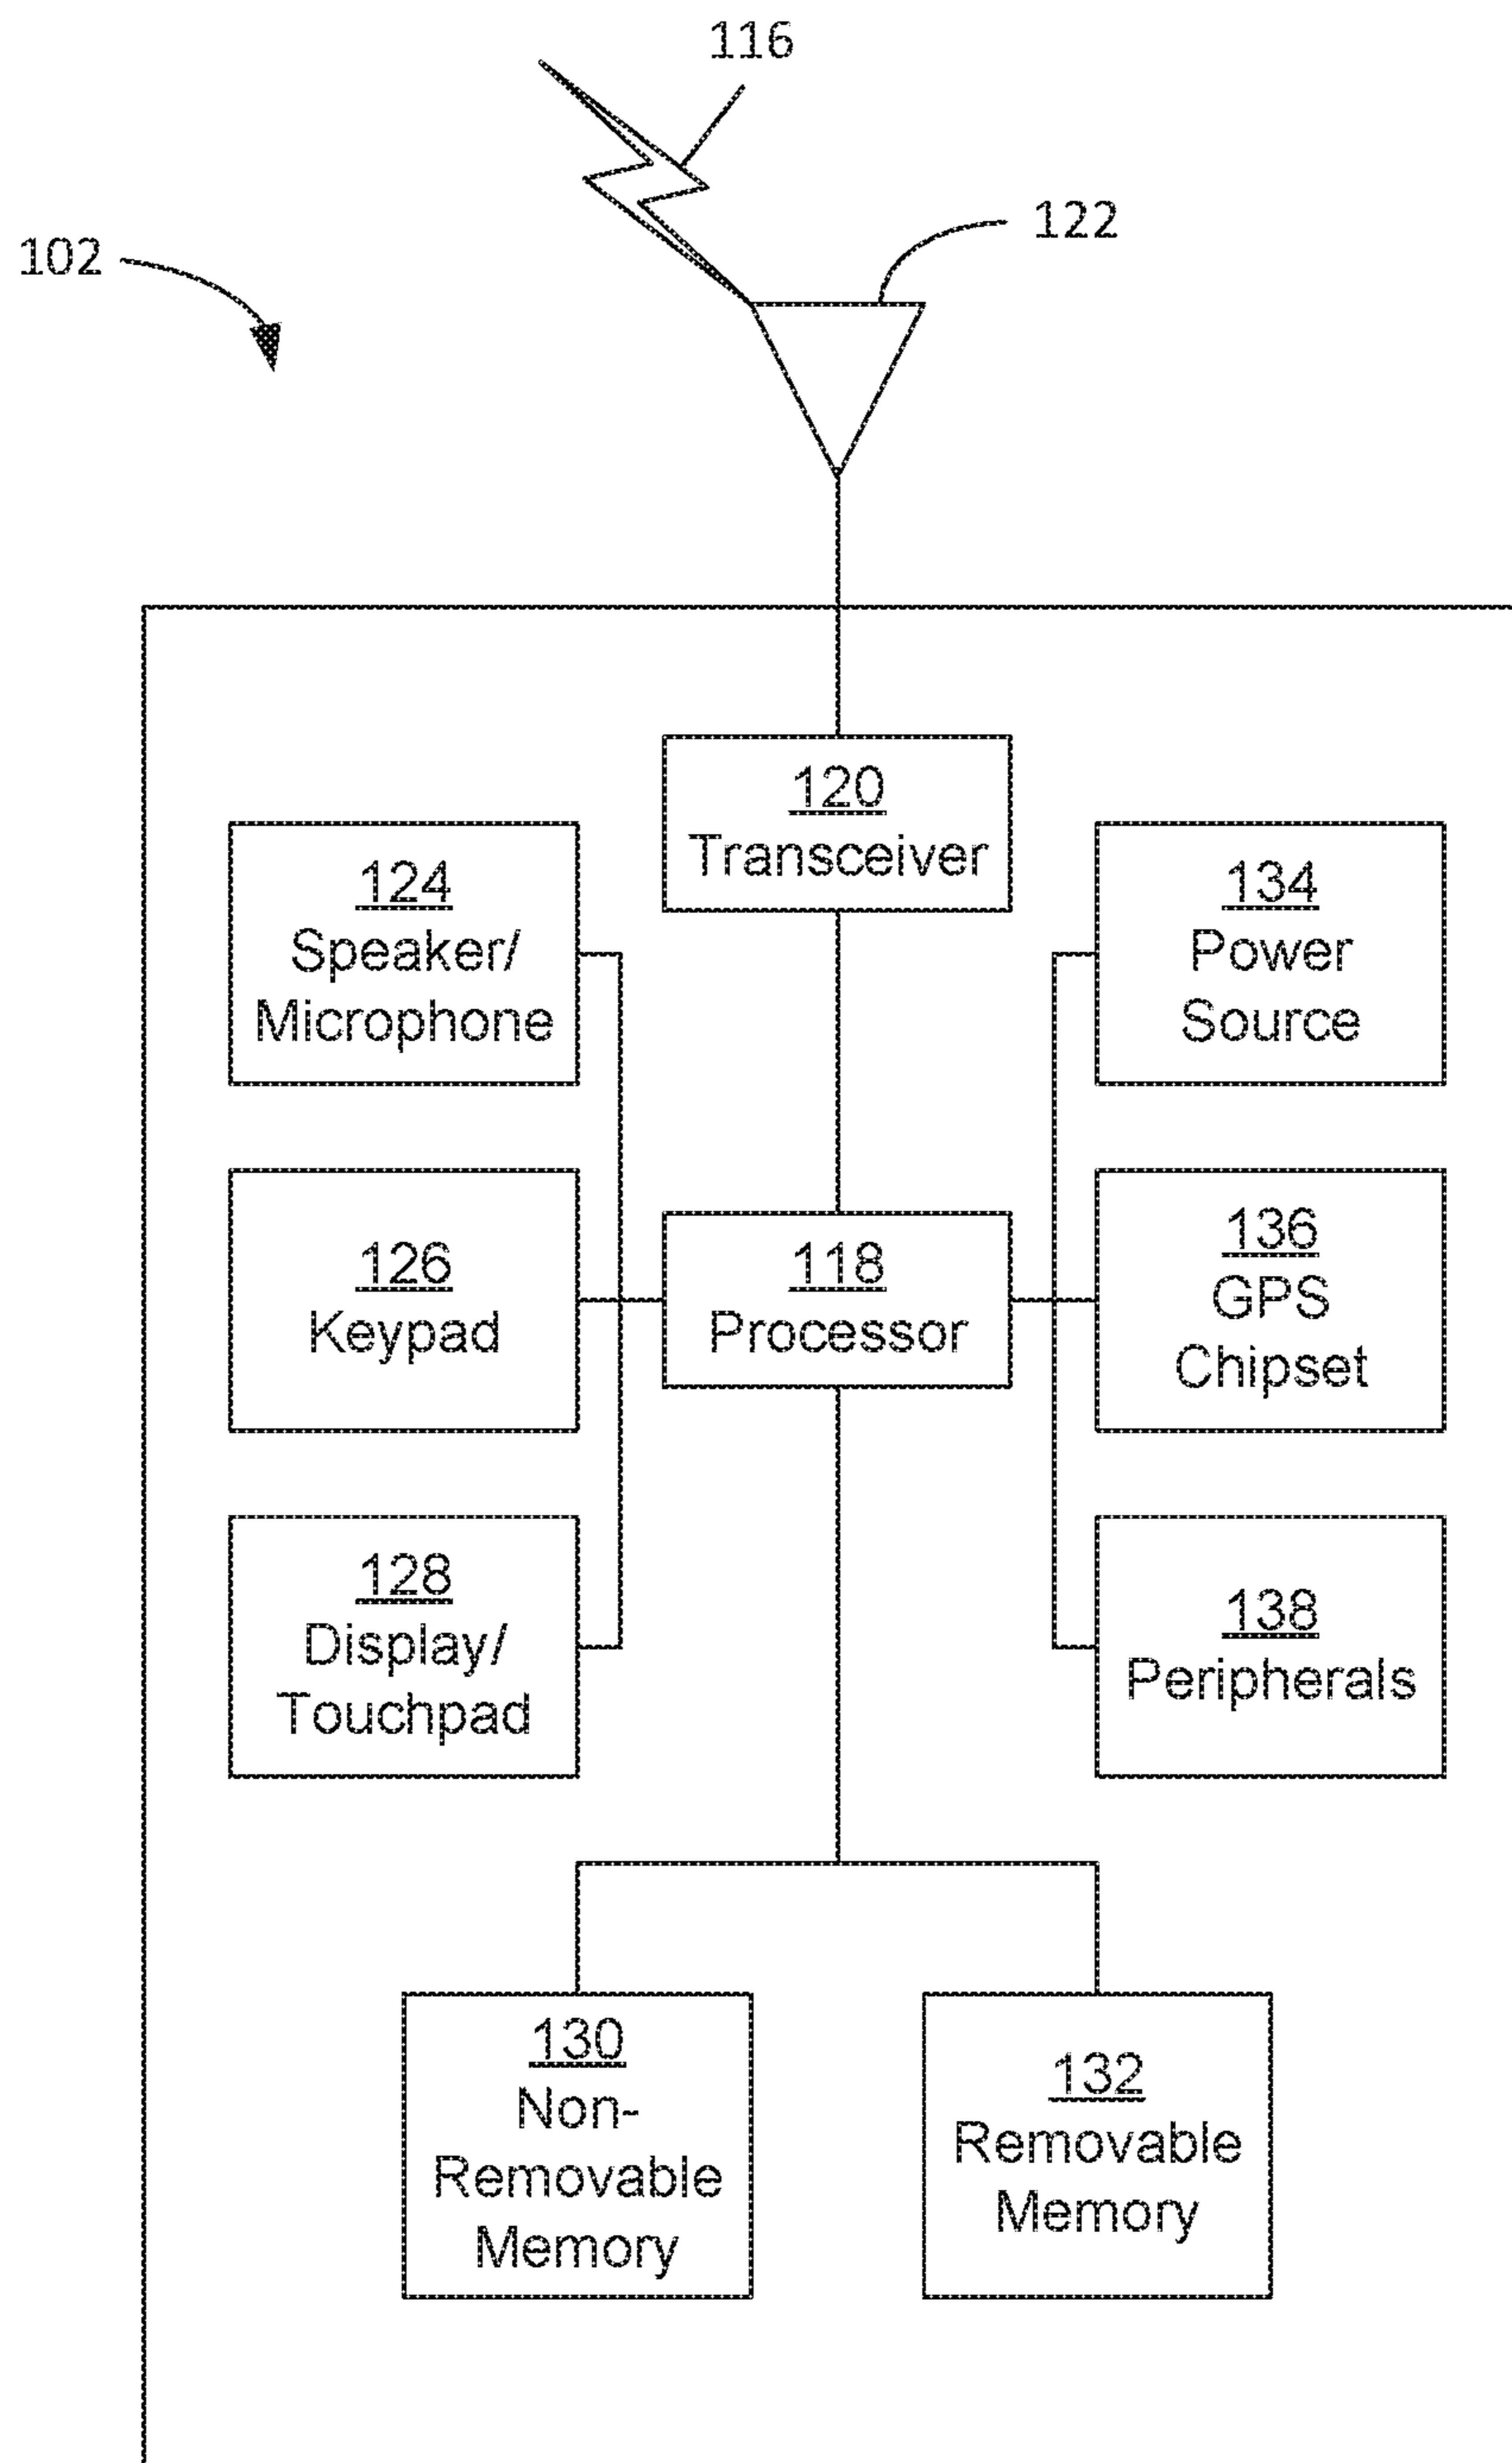 116
122
102
120
Transceiver
124
Speaker/
Microphone
134
Power
Source
126
Keypad
118
Processor
136
GPS
Chipset
128
Display/
Touchpad
138
Peripherals
130
Non-
Removable
Memory
132
Removable
Memory